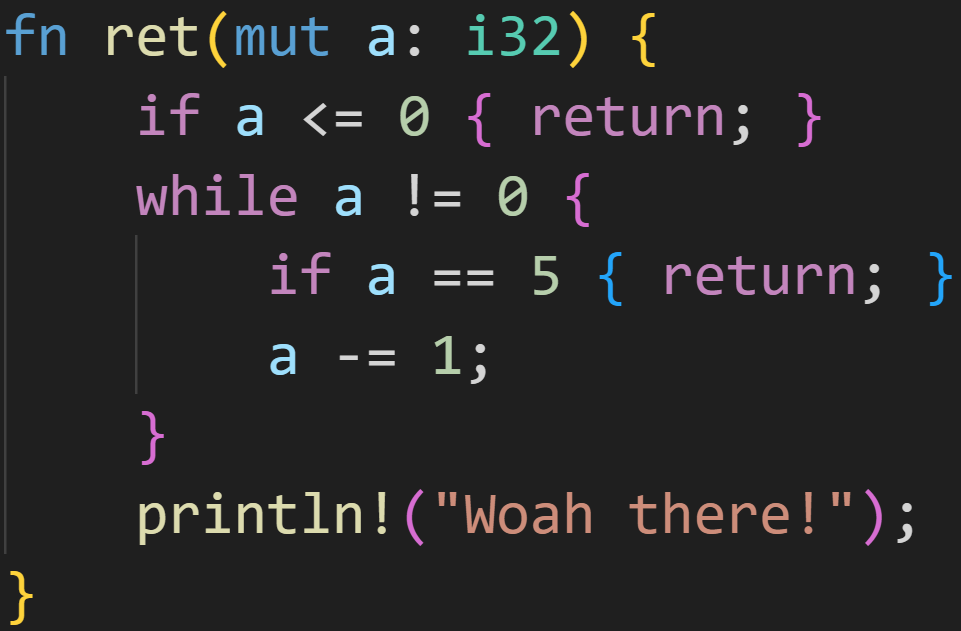 fn ret(mut a: i32) {
    if a <= 0 { return; }
    while a != 0 {
        if a == 5 { return; }
        a -= 1;
    }
    println!("Woah there!");
}